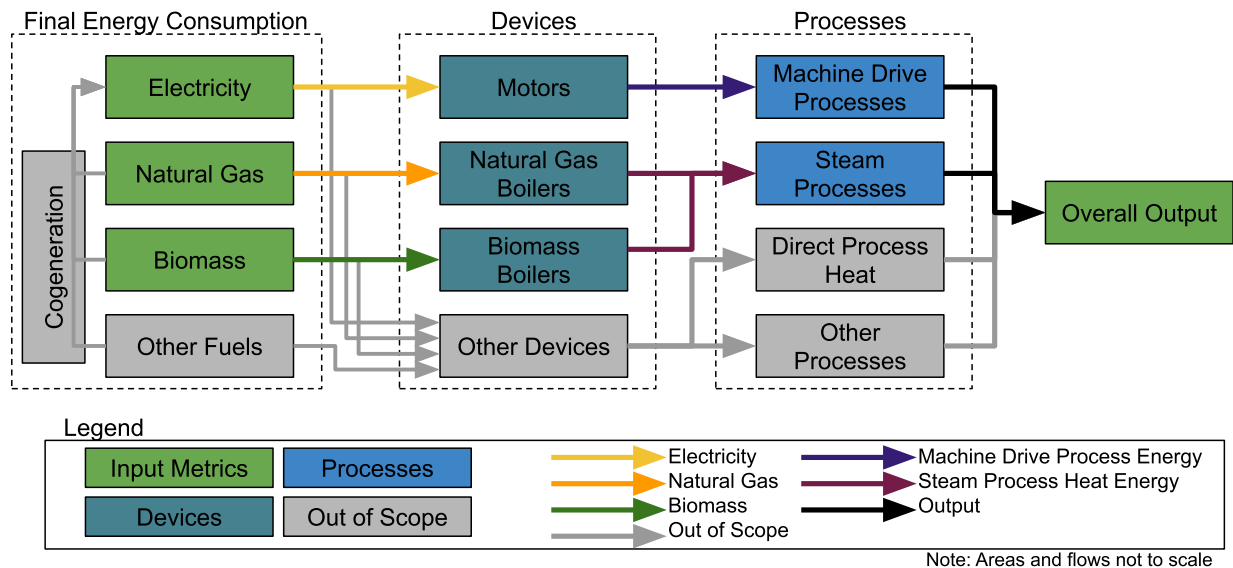 Final Energy Consumption
Devices
Processes
Electricity
Motors
Machine Drive
Processes
Natural Gas
Natural Gas
Boilers
Steam
Processes
Overall Output
Cogeneration
Biomass
Biomass
Boilers
Direct Process
Heat
Other Fuels
Other Devices
Other
Processes
Legend
Input Metrics
Processes
Devices
Out of Scope
Electricity
Natural Gas
Biomass
Out of Scope
Machine Drive Process Energy
Steam Process Heat Energy
Output
Note: Areas and flows not to scale